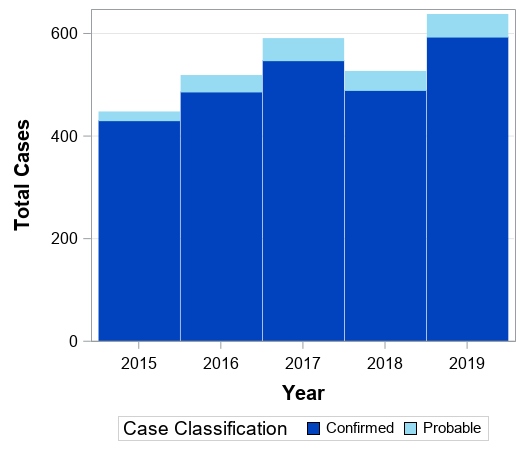 600
400
200
0
Total Cases
2015 2016 2017 2018 2019
Year
Case Classification Confirmed Probable